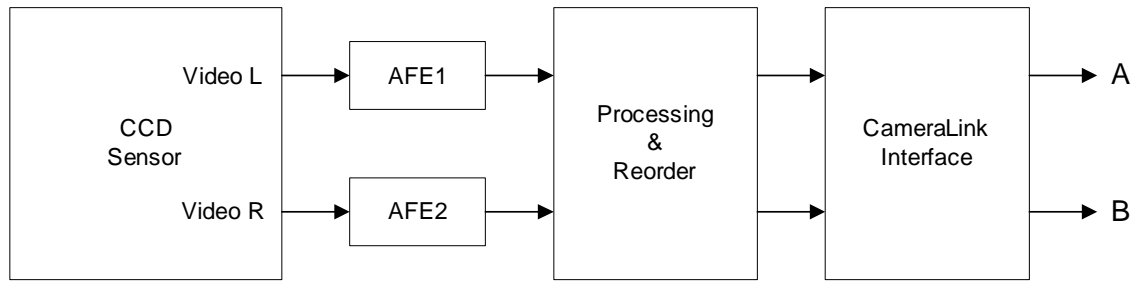 Video L
AFE1
A
CCD
Sensor
Processing
&
Reorder
CameraLink
Interface
Video R
AFE2
B